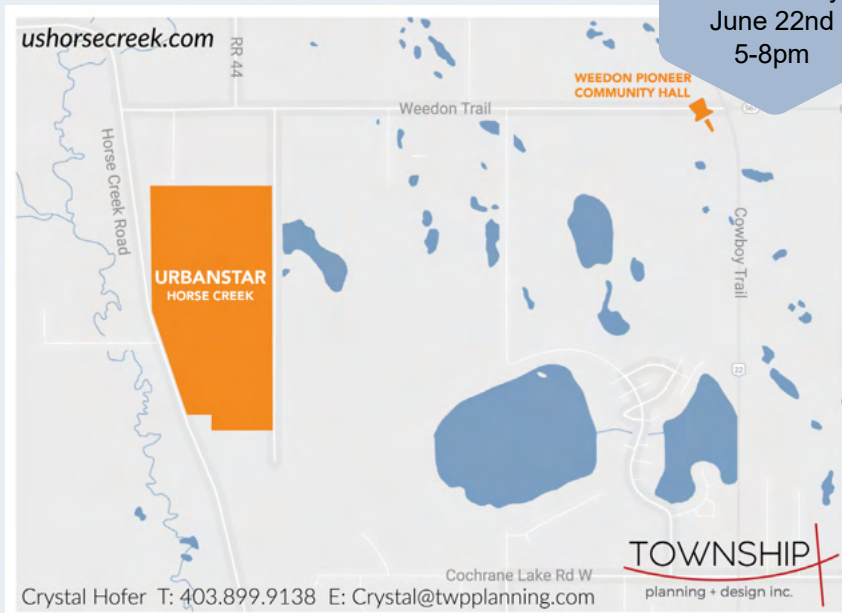 ushorsecreek.com
June 22nd
5-8pm
RR 44
WEEDON PIONEER
COMMUNITY HALL
Weedon Trail
Horse Creek Road
Cowboy Trail
URBANSTAR
HORSE CREEK
22
TOWNSHIP
planning + design inc.
Cochrane Lake Rd W
Crystal Hofer T: 403.899.9138 E: Crystal@twpplanning.com